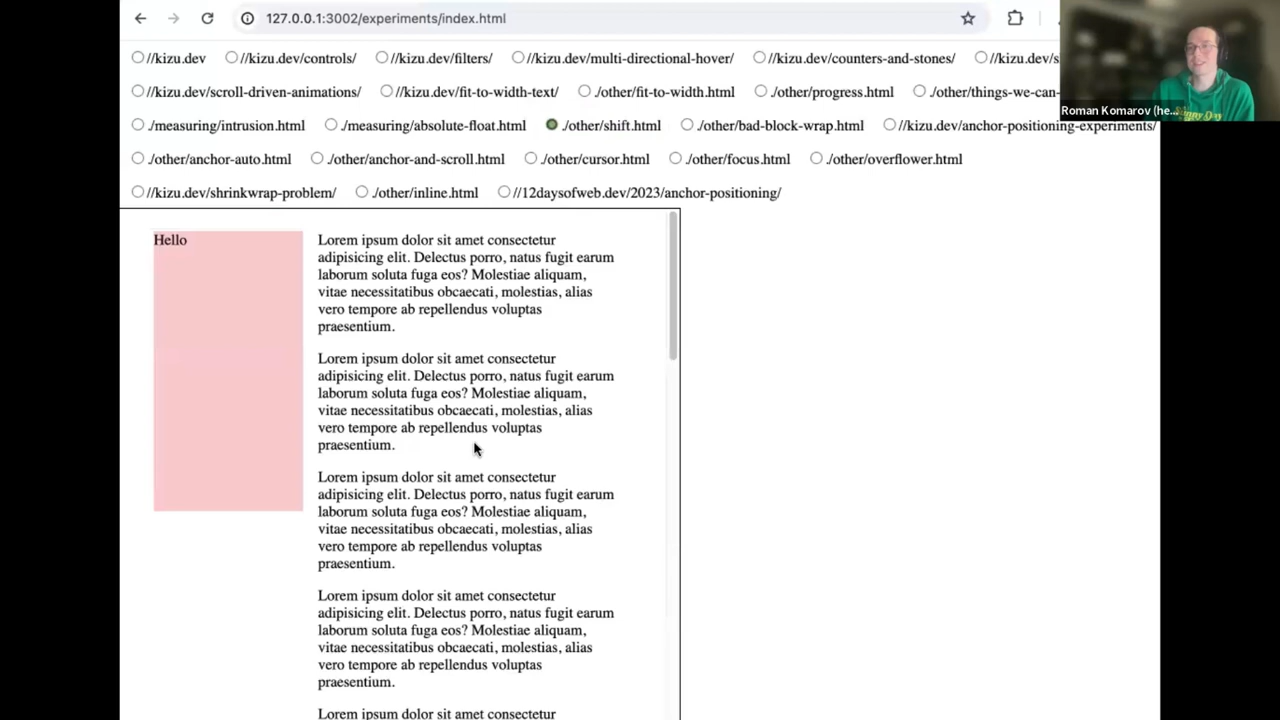 127.0.0.1:3002/experiments/index.html
//kizu.dev //kizu.dev/controls/ //kizu.dev/filters/ //kizu.dev/multi-directional-hover/ //kizu.dev/counters-and-stones/ //kizu.dev/s
//kizu.dev/scroll-driven-animations/ //kizu.dev/fit-to-width-text/ ./other/fit-to-width.html ./other/progress.html ./other/things-we-can-
Roman Komarov (he...
./measuring/intrusion.html ./measuring/absolute-float.html ./other/shift.html ./other/bad-block-wrap.html //kizu.dev/anchor-positioning-experiments/
./other/anchor-auto.html ./other/anchor-and-scroll.html ./other/cursor.html ./other/focus.html ./other/overflower.html
//kizu.dev/shrinkwrap-problem/ ./other/inline.html //12daysofweb.dev/2023/anchor-positioning/
Hello
Lorem ipsum dolor sit amet consectetur
adipisicing elit. Delectus porro, natus fugit earum
laborum soluta fuga eos? Molestiae aliquam,
vitae necessitatibus obcaecati, molestias, alias
vero tempore ab repellendus voluptas
praesentium.
Lorem ipsum dolor sit amet consectetur
adipisicing elit. Delectus porro, natus fugit earum
laborum soluta fuga eos? Molestiae aliquam,
vitae necessitatibus obcaecati, molestias, alias
vero tempore ab repellendus voluptas
praesentium.
Lorem ipsum dolor sit amet consectetur
adipisicing elit. Delectus porro, natus fugit earum
laborum soluta fuga eos? Molestiae aliquam,
vitae necessitatibus obcaecati, molestias, alias
vero tempore ab repellendus voluptas
praesentium.
Lorem ipsum dolor sit amet consectetur
adipisicing elit. Delectus porro, natus fugit earum
laborum soluta fuga eos? Molestiae aliquam,
vitae necessitatibus obcaecati, molestias, alias
vero tempore ab repellendus voluptas
praesentium.
Lorem ipsum dolor sit amet consectetur